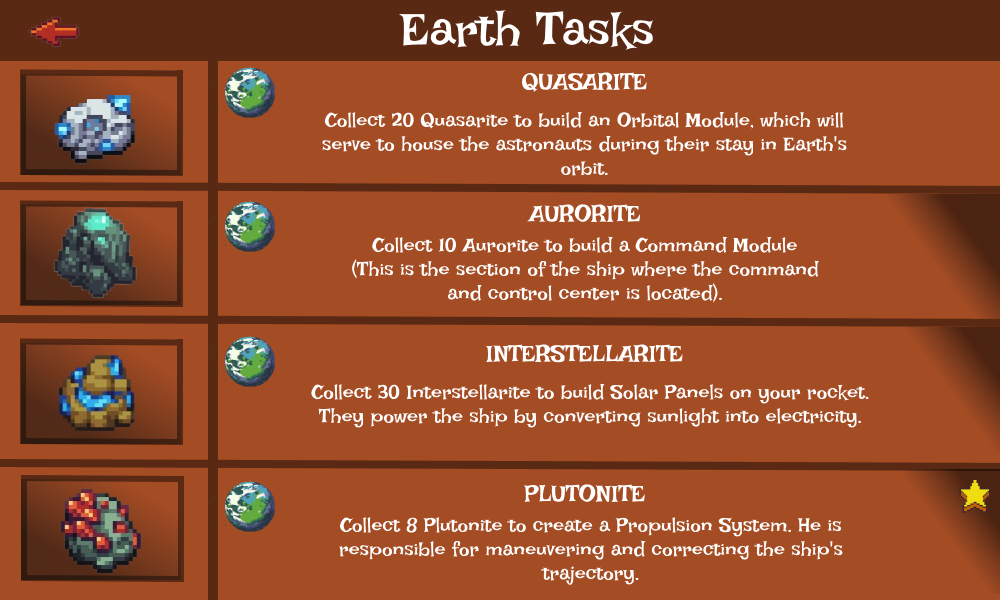 Earth Tasks
QUASARITE
Collect 20 Quasarite to build an Orbital Module, which will
serve to house the astronauts during their stay in Earth's
orbit.
AURORITE
Collect 10 Aurorite to build a Command Module
(This is the section of the ship where the command
and control center is located).
INTERSTELLARITE
Collect 30 Interstellarite to build Solar Panels on your rocket.
They power the ship by converting sunlight into electricity.
PLUTONITE
Collect 8 Plutonite to create a Propulsion System. He is
responsible for maneuvering and correcting the ship's
trajectory.